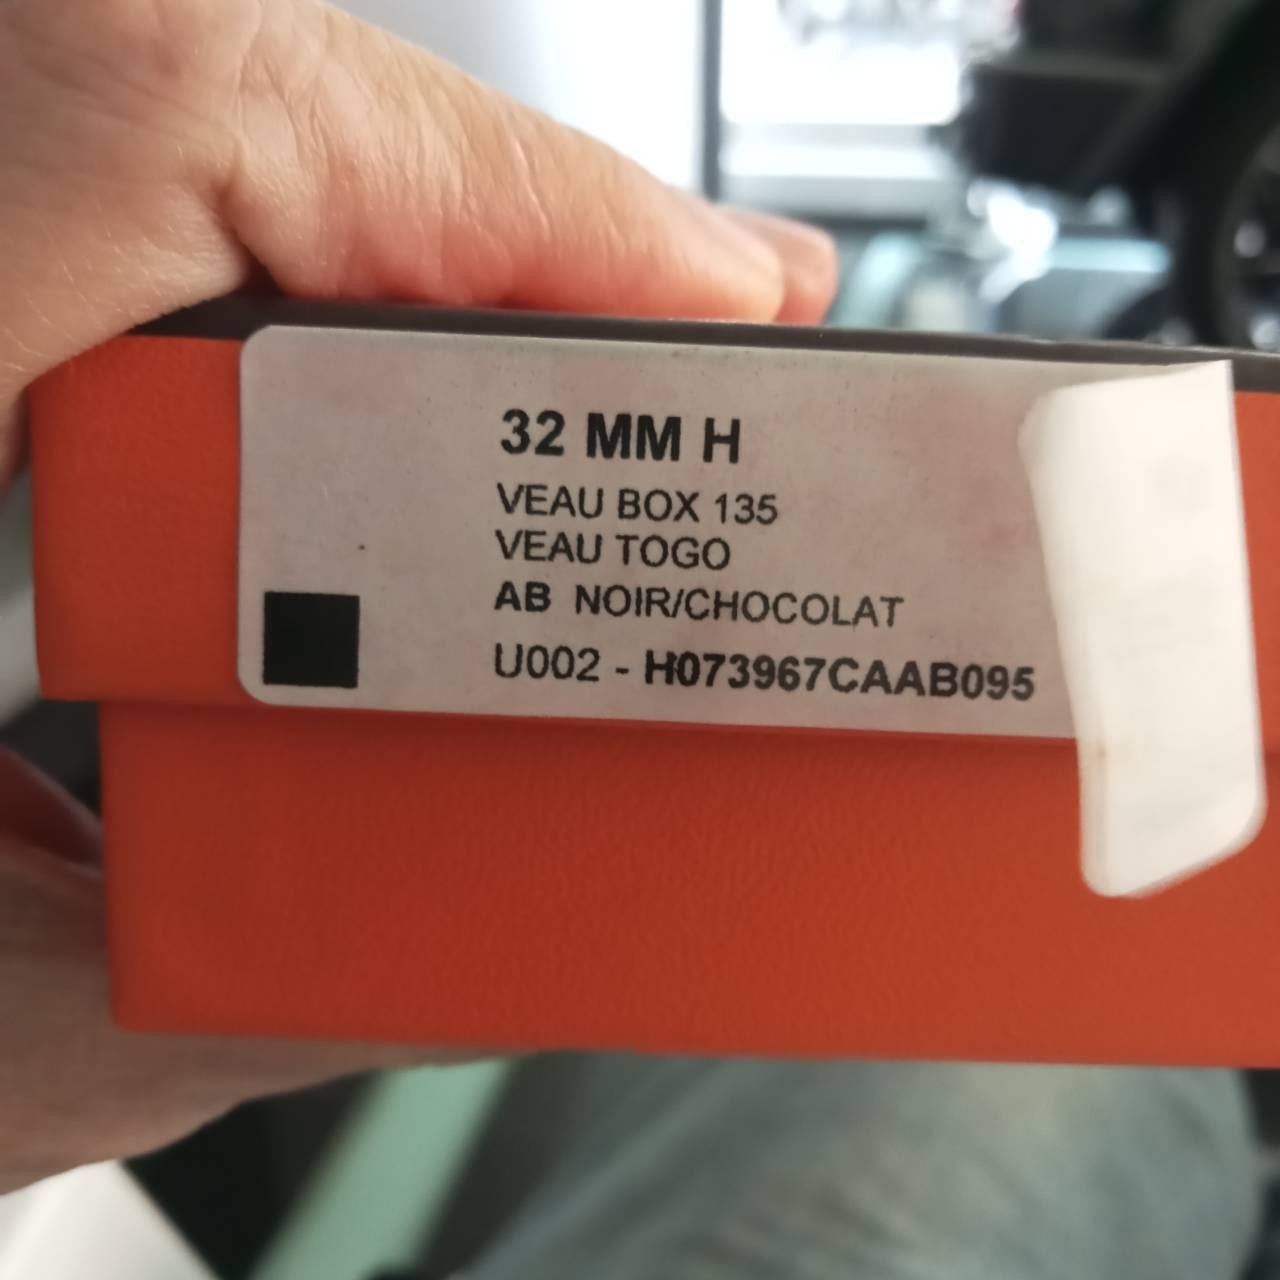 32 MM H
VEAU BOX 135
VEAU TOGO
AB NOIR/CHOCOLAT
U002 - H073967CAAB095